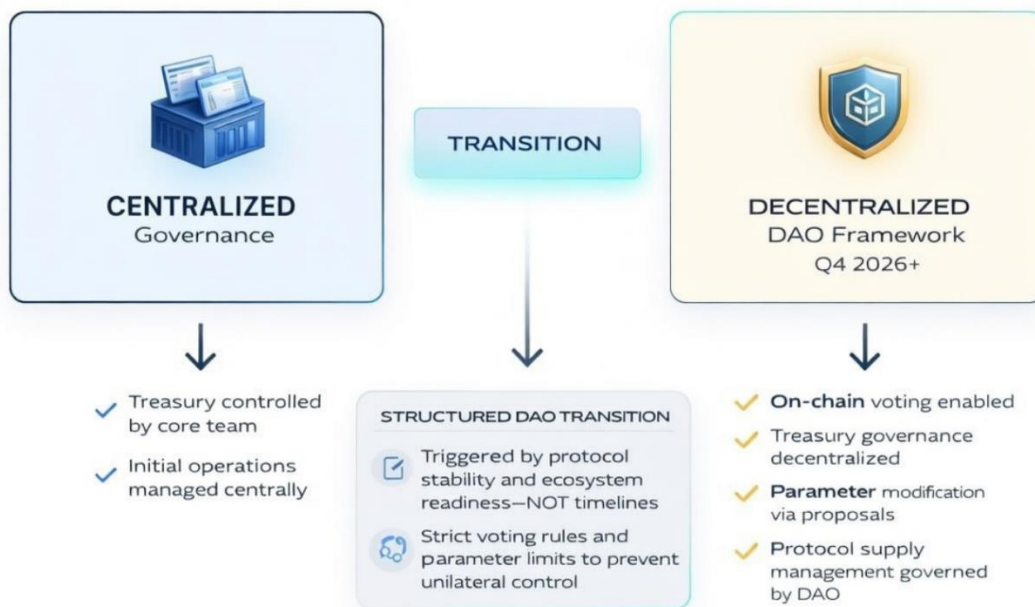 CENTRALIZED
Governance
Treasury controlled
by core team
Initial operations
managed centrally
TRANSITION
STRUCTURED DAO TRANSITION
Triggered by protocol
stability and ecosystem
readiness—NOT timelines
Strict voting rules and
parameter limits to prevent
unilateral control
DECENTRALIZED
DAO Framework
Q4 2026+
On-chain voting enabled
Treasury governance
decentralized
Parameter modification
via proposals
Protocol supply
management governed
by DAO